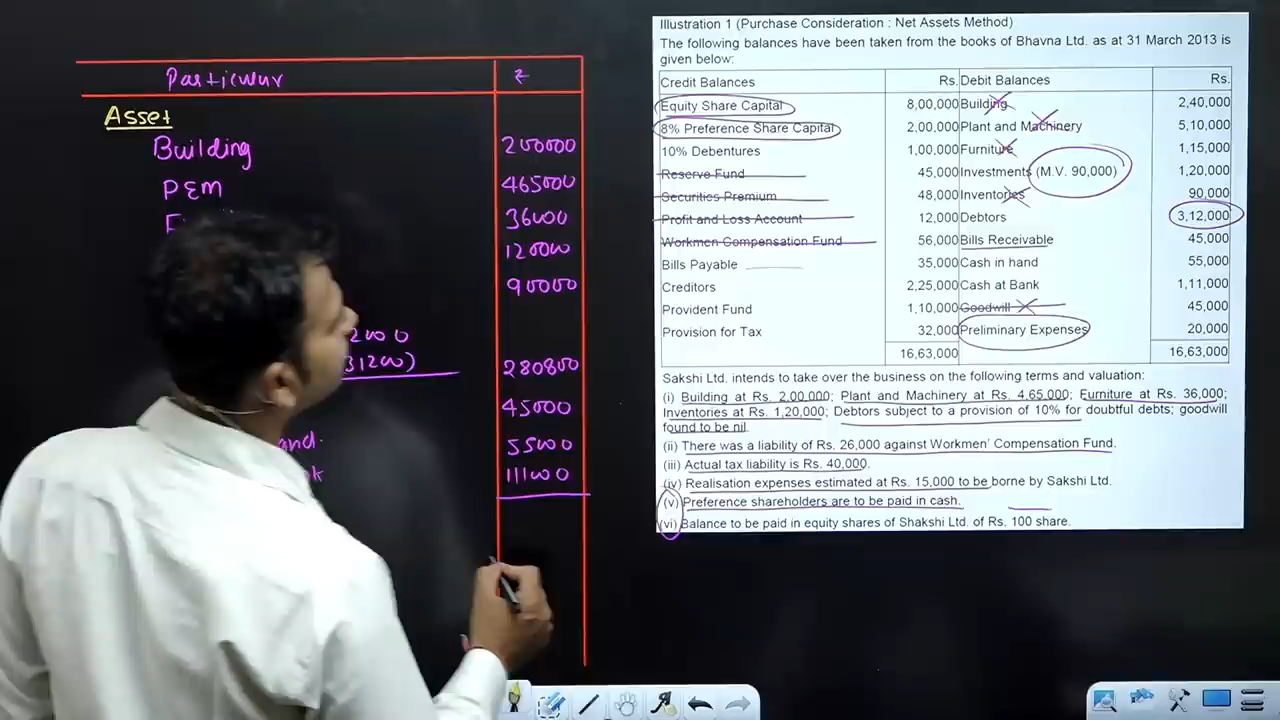 Particular ₹
Asset
Building 200000
P&M 465000
F 36000
120000
90000
31200)
280800
45000
and. 55000
111000
Illustration 1 (Purchase Consideration : Net Assets Method)
The following balances have been taken from the books of Bhavna Ltd. as at 31 March 2013 is
given below:
Credit Balances Rs. Debit Balances Rs.
Equity Share Capital 8,00,000 Building 2,40,000
8% Preference Share Capital 2,00,000 Plant and Machinery 5,10,000
10% Debentures 1,00,000 Furniture 1,15,000
Reserve Fund 45,000 Investments (M.V. 90,000) 1,20,000
Securities Premium 48,000 Inventories 90,000
Profit and Loss Account 12,000 Debtors 3,12,000
Workmen Compensation Fund 56,000 Bills Receivable 45,000
Bills Payable 35,000 Cash in hand 55,000
Creditors 2,25,000 Cash at Bank 1,11,000
Provident Fund 1,10,000 Goodwill 45,000
Provision for Tax 32,000 Preliminary Expenses 20,000
16,63,000 16,63,000
Sakshi Ltd. intends to take over the business on the following terms and valuation:
(i) Building at Rs. 2,00,000; Plant and Machinery at Rs. 4,65,000; Furniture at Rs. 36,000;
Inventories at Rs. 1,20,000; Debtors subject to a provision of 10% for doubtful debts; goodwill
found to be nil.
(ii) There was a liability of Rs. 26,000 against Workmen' Compensation Fund.
(iii) Actual tax liability is Rs. 40,000.
(iv) Realisation expenses estimated at Rs. 15,000 to be borne by Sakshi Ltd.
(v) Preference shareholders are to be paid in cash.
(vi) Balance to be paid in equity shares of Shakshi Ltd. of Rs. 100 share.